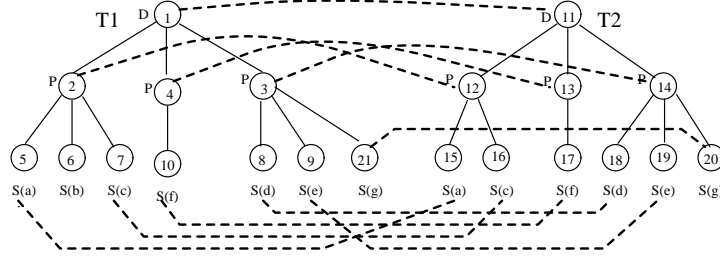 T1 D 1 D 11 T2
P 2 P 4 P 3 P 12 P 13 P 14
5 6 7 10 8 9 21 15 16 17 18 19 20
S(a) S(b) S(c) S(f) S(d) S(e) S(g) S(a) S(c) S(f) S(d) S(e) S(g)